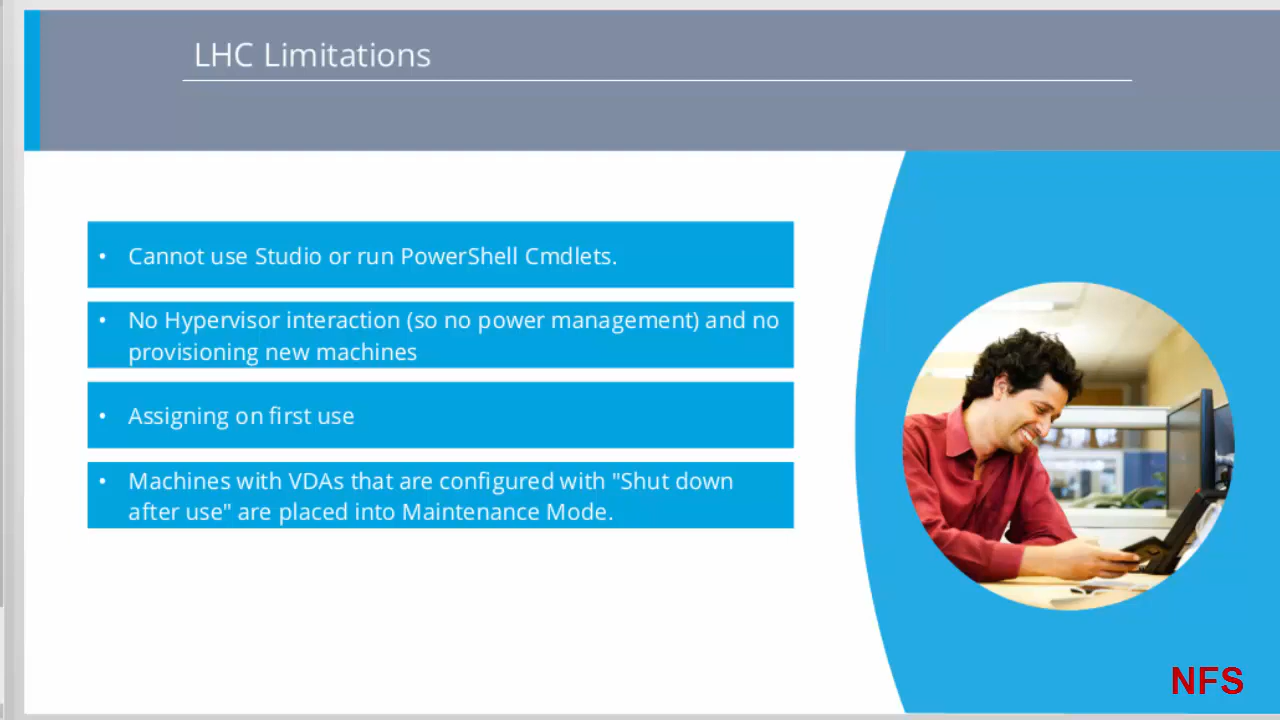 LHC Limitations
• Cannot use Studio or run PowerShell Cmdlets.
• No Hypervisor interaction (so no power management) and no
provisioning new machines
• Assigning on first use
• Machines with VDAs that are configured with "Shut down
after use" are placed into Maintenance Mode.
NFS